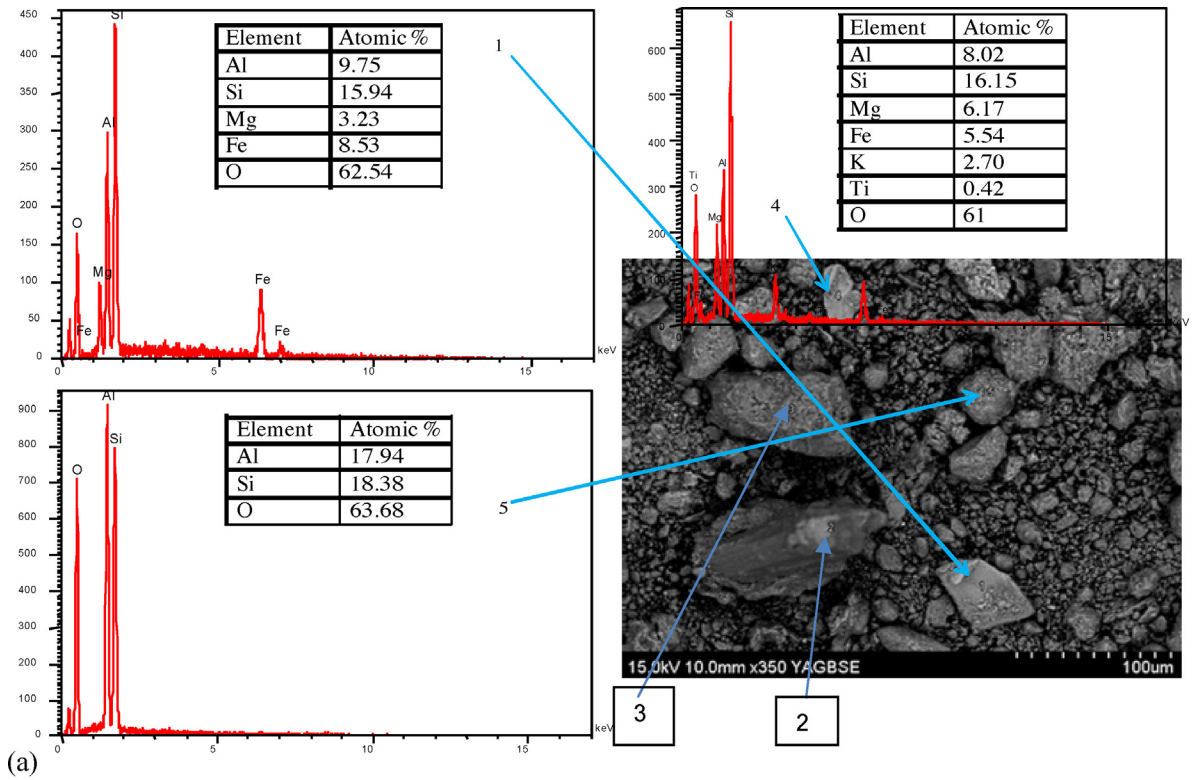 450
400
350
300
250
200
150
100
50
0
SI
Al
O
Mg
Fe
Fe
Fe
0
5
10
15
keV
Element Atomic %
Al 9.75
Si 15.94
Mg 3.23
Fe 8.53
O 62.54
1
600
500
400
300
200
100
0
Si
Al
Ti
O
Mg
4
15
Element Atomic %
Al 8.02
Si 16.15
Mg 6.17
Fe 5.54
K 2.70
Ti 0.42
O 61
900
800
700
600
500
400
300
200
100
0
Al
Si
O
0
5
10
15
keV
Element Atomic %
Al 17.94
Si 18.38
O 63.68
5
15.0kV 10.0mm x350 YAGBSE
100um
3
2
(a)